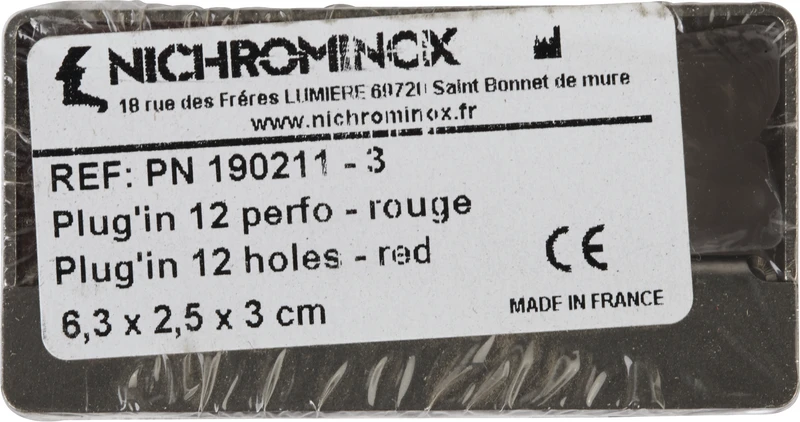 NICHROMINOX
18 rue des Fréres LUMIERE 69720 Saint Bonnet de mure
www.nichrominox.fr
REF: PN 190211 - 3
Plug'in 12 perfo - rouge
Plug'in 12 holes - red
CE
6,3 x 2,5 x 3 cm
MADE IN FRANCE